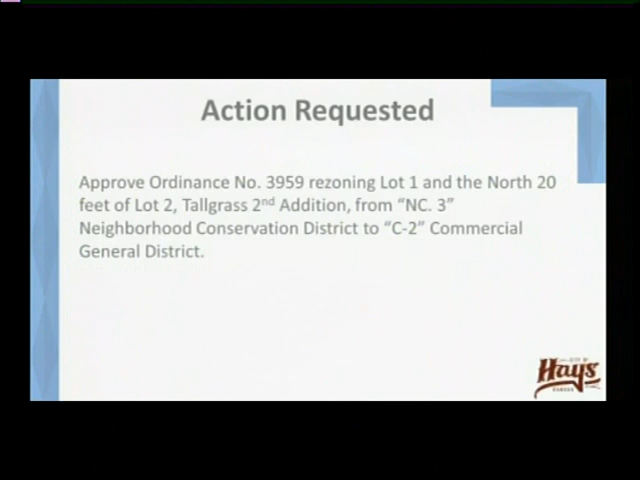 Action Requested
Approve Ordinance No. 3959 rezoning Lot 1 and the North 20
feet of Lot 2, Tallgrass 2nd Addition, from “NC. 3”
Neighborhood Conservation District to “C-2” Commercial
General District.
Hays